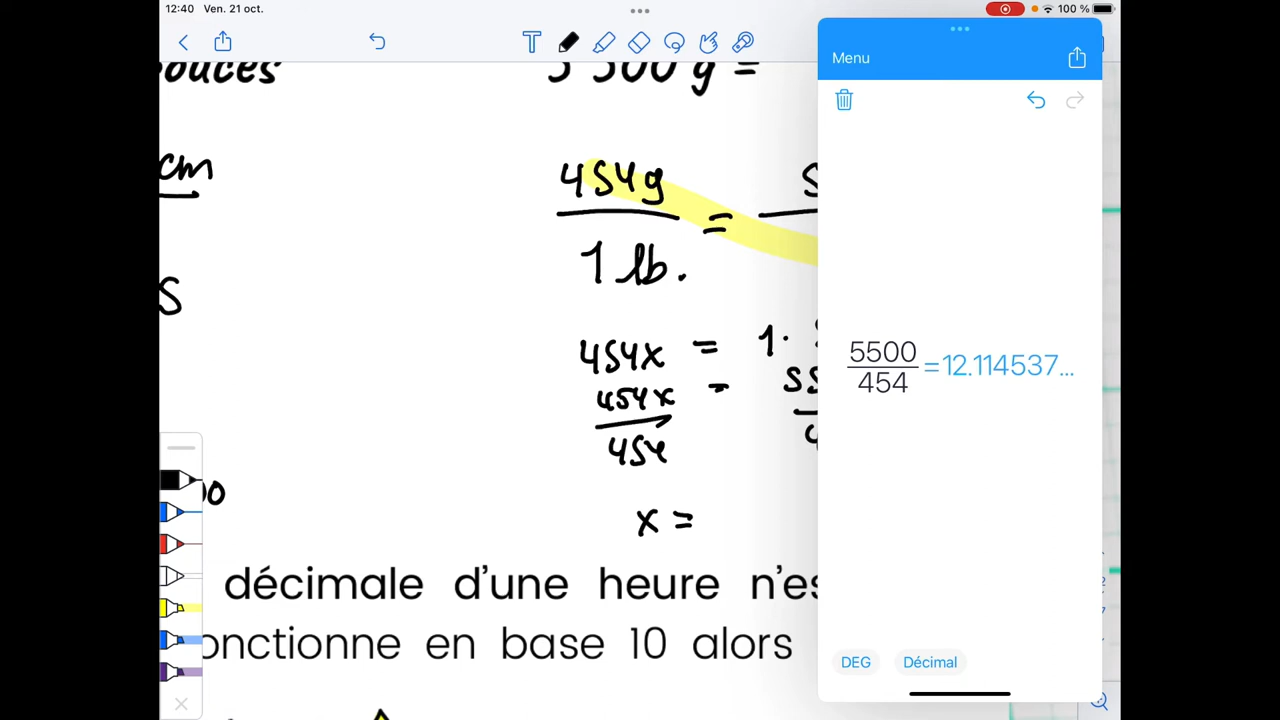 12:40 Ven. 21 oct.
100 %
Menu
5 500 g =
cm
454g
=
1 lb.
S
5500
454
=12.114537...
454x = 1.
454x =
454
x =
décimale d'une heure
onctionne en base 10 alors
DEG Décimal